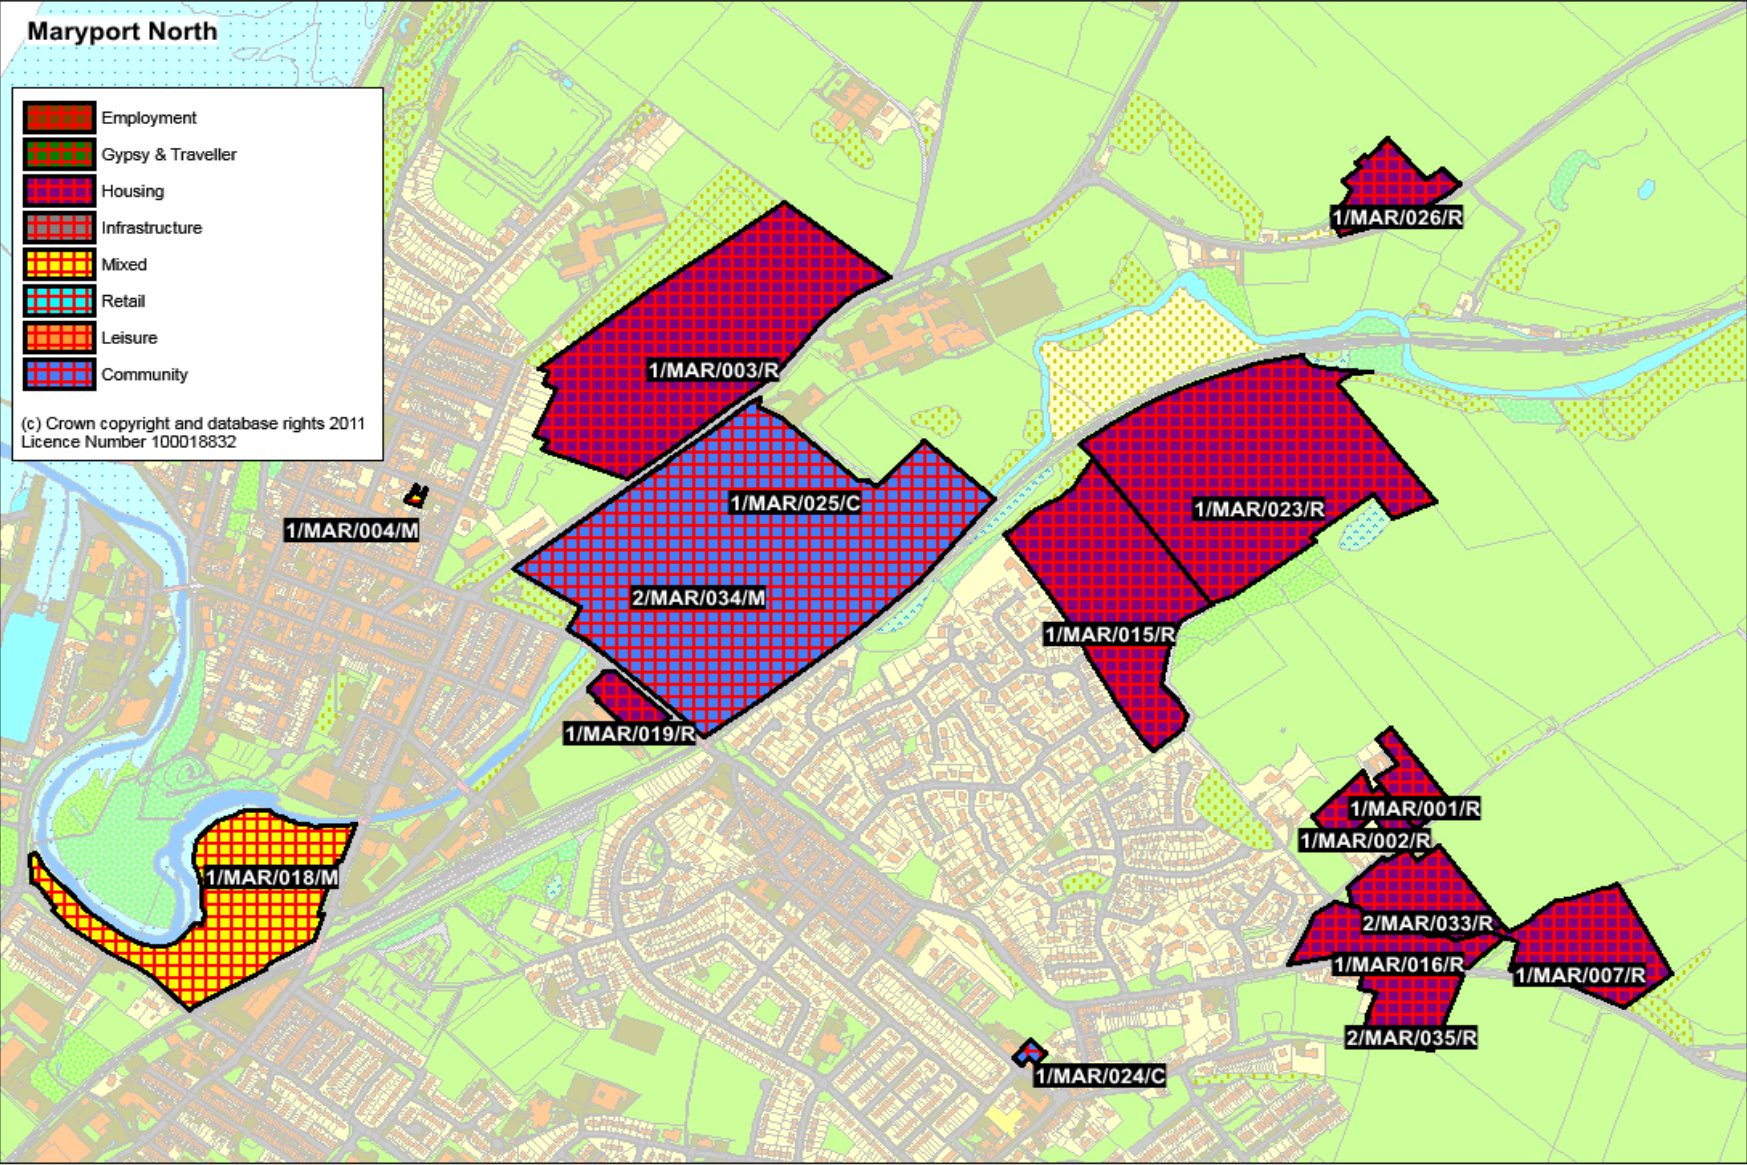 Maryport North
Employment
Gypsy & Traveller
Housing
Infrastructure
Mixed
Retail
Leisure
Community
(c) Crown copyright and database rights 2011
Licence Number 100018832
1/MAR/026/R
1/MAR/003/R
1/MAR/025/C
1/MAR/023/R
1/MAR/004/M
2/MAR/034/M
1/MAR/015/R
1/MAR/019/R
1/MAR/001/R
1/MAR/002/R
1/MAR/018/M
2/MAR/033/R
1/MAR/016/R
1/MAR/007/R
2/MAR/035/R
1/MAR/024/C